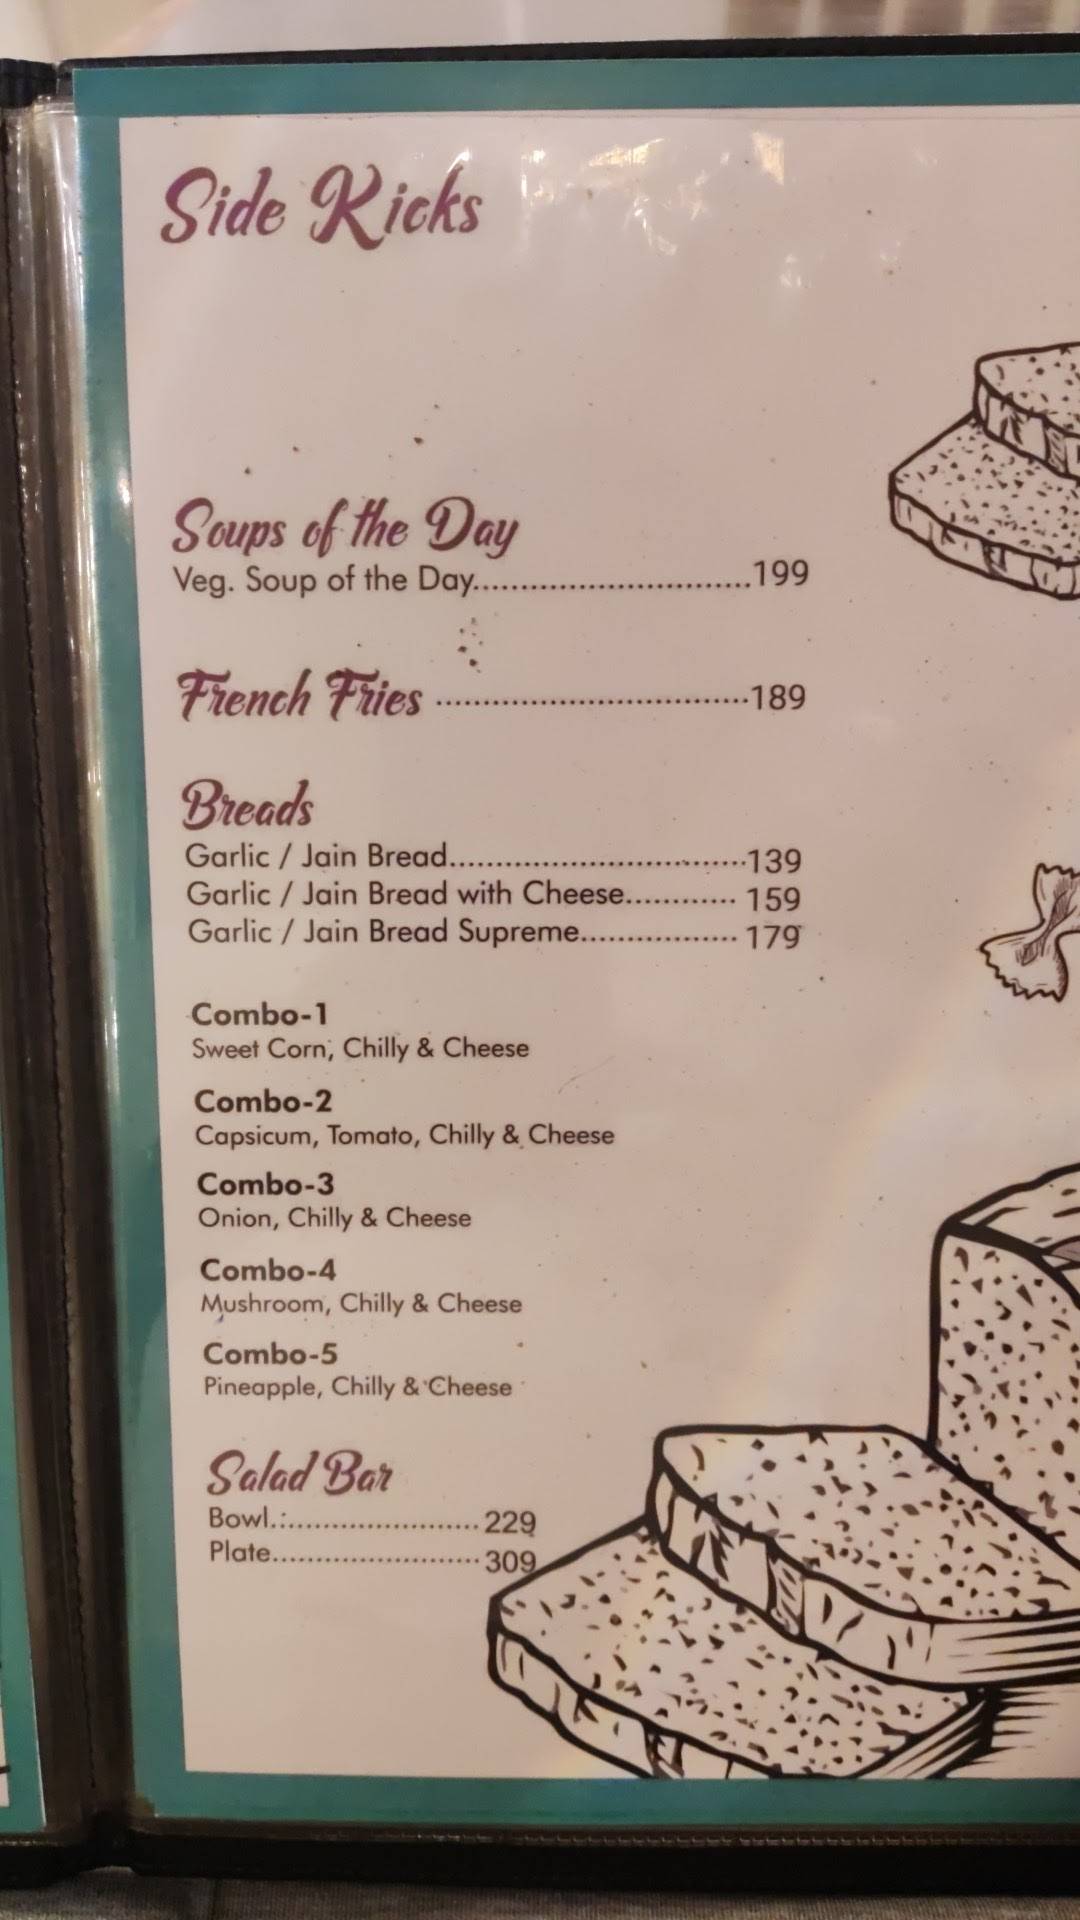 Side Kicks
Soups of the Day
Veg. Soup of the Day.............................199
French Fries .................................189
Breads
Garlic / Jain Bread...............................139
Garlic / Jain Bread with Cheese............ 159
Garlic / Jain Bread Supreme................. 179
Combo-1
Sweet Corn, Chilly & Cheese
Combo-2
Capsicum, Tomato, Chilly & Cheese
Combo-3
Onion, Chilly & Cheese
Combo-4
Mushroom, Chilly & Cheese
Combo-5
Pineapple, Chilly & Cheese
Salad Bar
Bowl.:....................... 229
Plate......................... 309